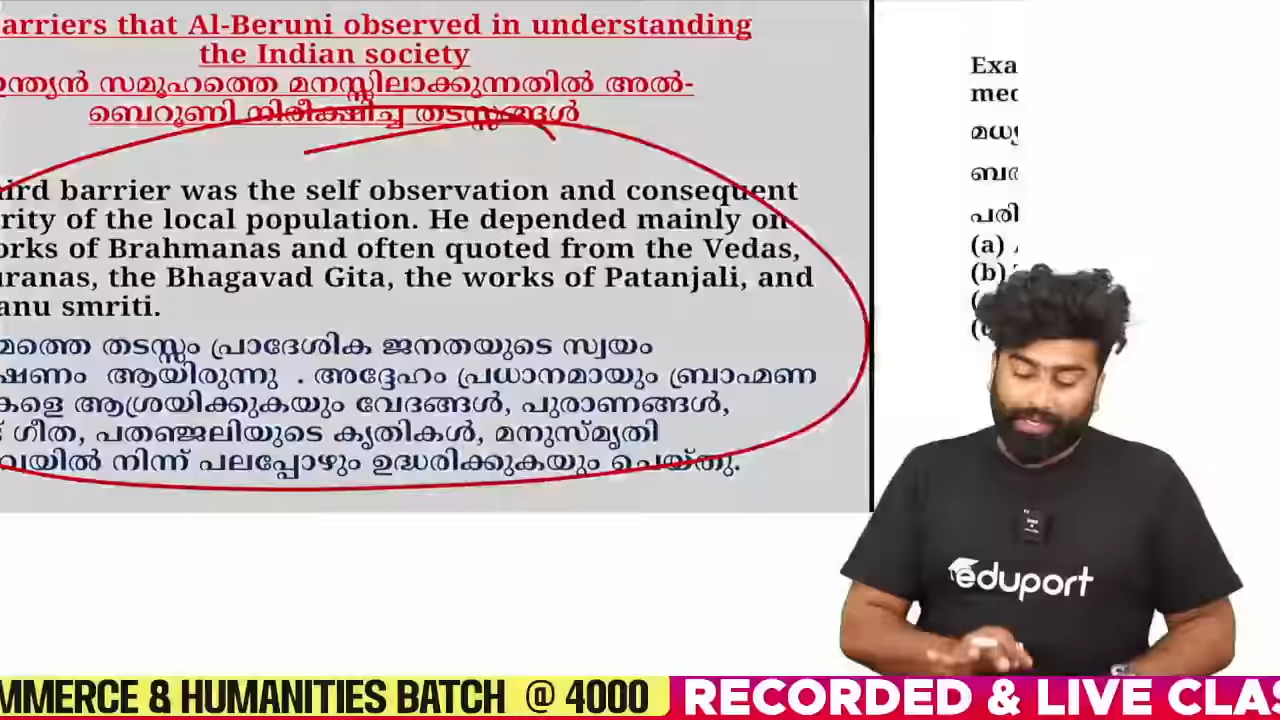 arriers that Al-Beruni observed in understanding
the Indian society
ഇന്ത്യൻ സമൂഹത്തെ മനസ്സിലാക്കുന്നതിൽ അൽ-
ബെറൂണി നിരീക്ഷിച്ച തടസ്സങ്ങൾ
ird barrier was the self observation and consequent
rity of the local population. He depended mainly on
orks of Brahmanas and often quoted from the Vedas,
uranas, the Bhagavad Gita, the works of Patanjali, and
anu smriti.
മത്തെ തടസ്സം പ്രാദേശിക ജനതയുടെ സ്വയം
ഷണം ആയിരുന്നു . അദ്ദേഹം പ്രധാനമായും ബ്രാഹ്മണ
കളെ ആശ്രയിക്കുകയും വേദങ്ങൾ, പുരാണങ്ങൾ,
ഗീത, പതഞ്ജലിയുടെ കൃതികൾ, മനുസ്മൃതി
വയിൽ നിന്ന് പലപ്പോഴും ഉദ്ധരിക്കുകയും ചെയ്തു.
Exa
med
മധ്യ
ബത
പരി
(a)
(b)
eduport
MMERCE & HUMANITIES BATCH @ 4000
RECORDED & LIVE CLAS